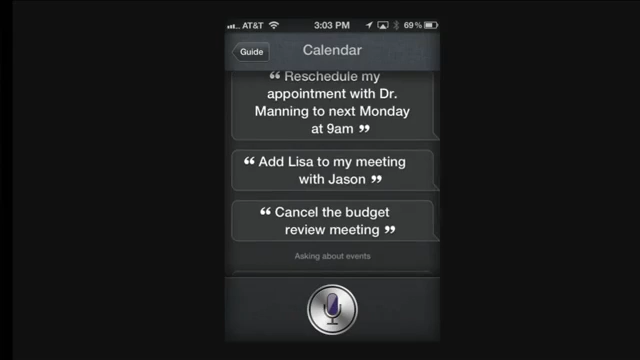 AT&T 3:03 PM 69%
Guide Calendar
“ Reschedule my
appointment with Dr.
Manning to next Monday
at 9am ”
“ Add Lisa to my meeting
with Jason ”
“ Cancel the budget
review meeting ”
Asking about events